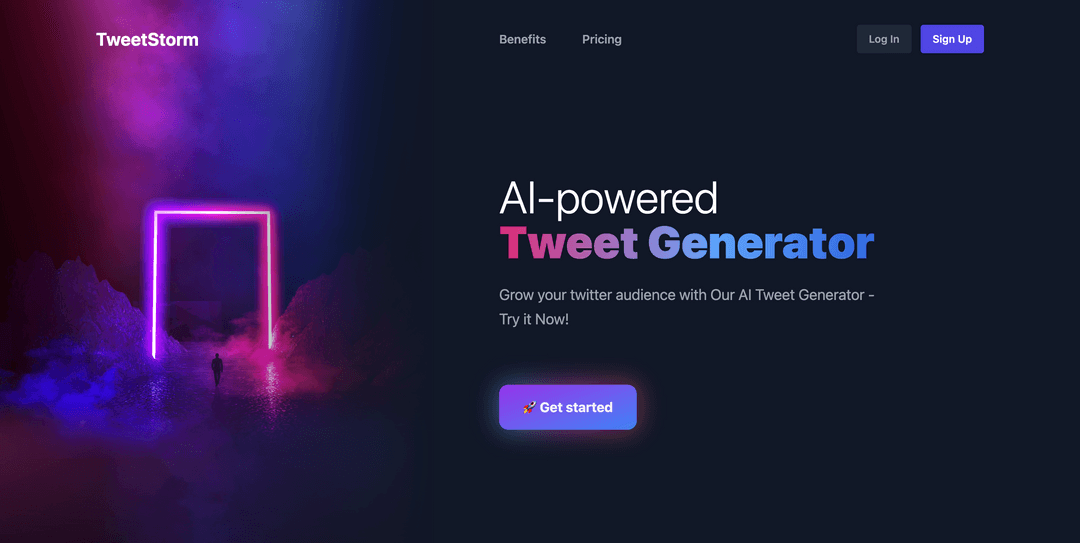 TweetStorm
Benefits
Pricing
Log In
Sign Up
AI-powered
Tweet Generator
Grow your twitter audience with Our AI Tweet Generator -
Try it Now!
🚀 Get started